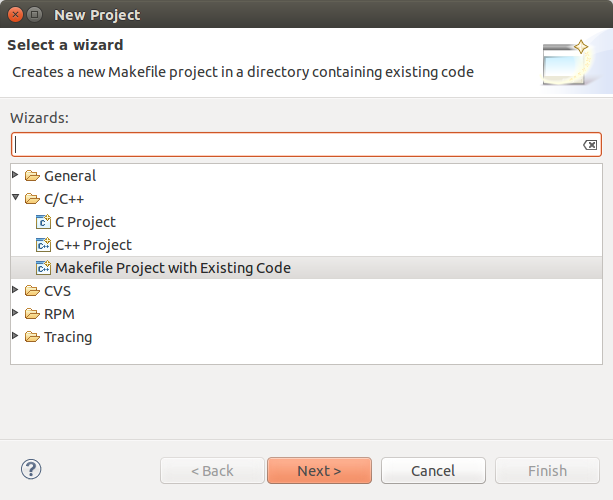 New Project
Select a wizard
Creates a new Makefile project in a directory containing existing code
Wizards:
General
C/C++
C Project
C++ Project
Makefile Project with Existing Code
CVS
RPM
Tracing
< Back Next > Cancel Finish